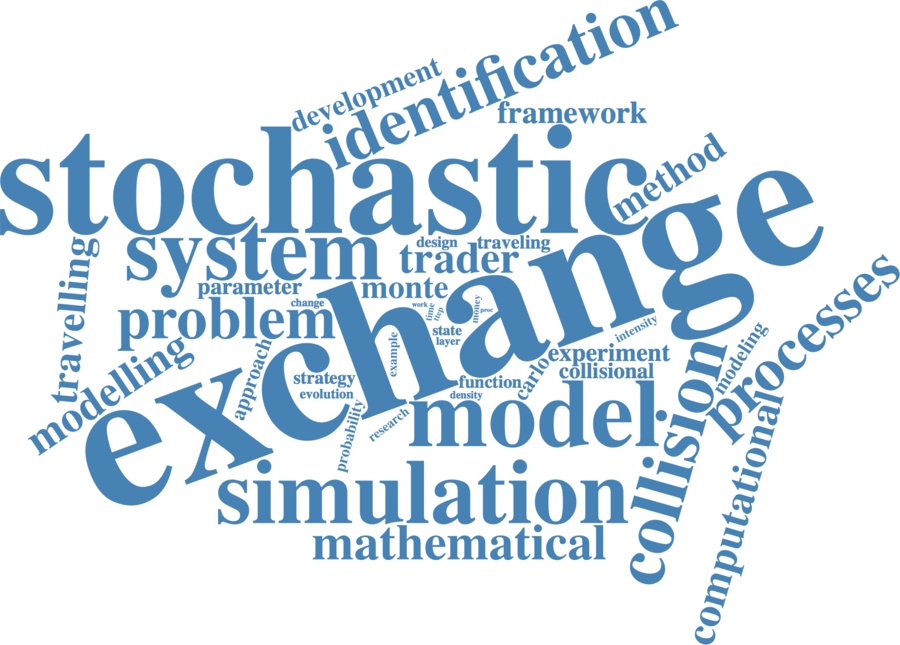 development
identification
framework
stochastic
method
system
design
traveling
trader
travelling
parameter
monte
change
work
time
ttep
money
proc
problem
exchange
state
layer
intensity
processes
modelling
approach
example
experiment
carlo
collisional
modeling
strategy
function
evolution
density
probability
research
model
collision
computational
simulation
mathematical